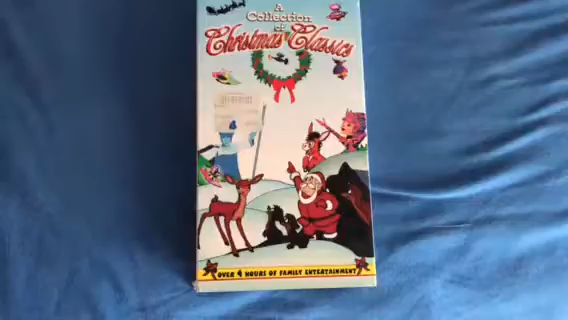 A
Collection
of
Christmas Classics
OVER 4 HOURS OF FAMILY ENTERTAINMENT